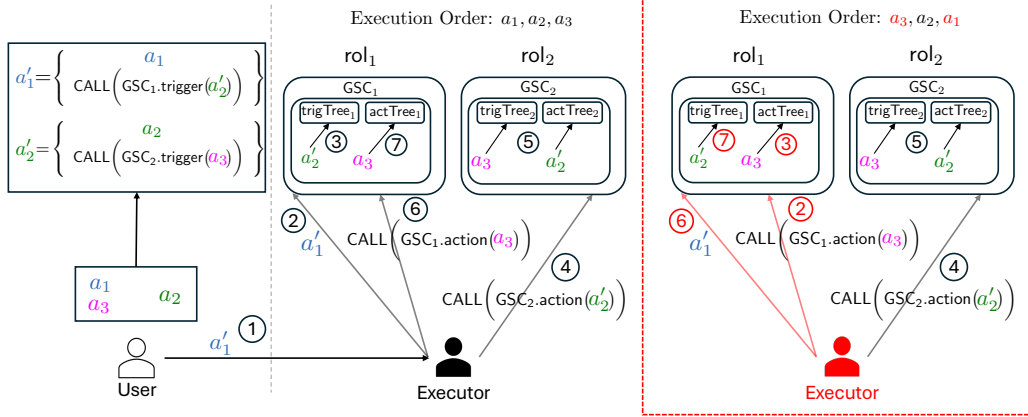 a′₁={ a₁
CALL(GSC₁.trigger(a′₂)) }
a′₂={ a₂
CALL(GSC₂.trigger(a₃)) }
a₁
a₃ a₂
User
a′₁ ①
Execution Order: a₁, a₂, a₃
rol₁ rol₂
GSC₁ GSC₂
trigTree₁ actTree₁ trigTree₂ actTree₂
③ ⑦ ⑤
a′₂ a₃ a₃ a′₂
② ⑥
a′₁
CALL(GSC₁.action(a₃))
④
CALL(GSC₂.action(a′₂))
Executor
Execution Order: a₃, a₂, a₁
rol₁ rol₂
GSC₁ GSC₂
trigTree₁ actTree₁ trigTree₂ actTree₂
⑦ ③ ⑤
a′₂ a₃ a₃ a′₂
⑥ ②
a′₁
CALL(GSC₁.action(a₃))
④
CALL(GSC₂.action(a′₂))
Executor